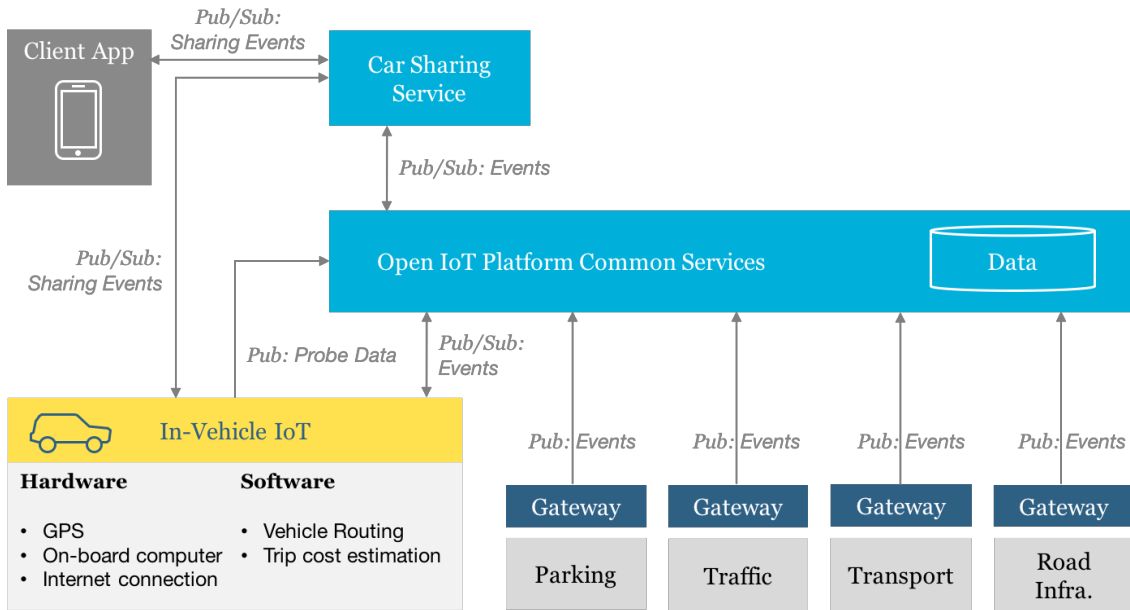 Pub/Sub:
Sharing Events
Client App
Car Sharing
Service
Pub/Sub: Events
Pub/Sub:
Sharing Events
Open IoT Platform Common Services
Data
Pub: Probe Data
Pub/Sub:
Events
In-Vehicle IoT
Pub: Events
Pub: Events
Pub: Events
Pub: Events
Hardware
• GPS
• On-board computer
• Internet connection
Software
• Vehicle Routing
• Trip cost estimation
Gateway
Parking
Gateway
Traffic
Gateway
Transport
Gateway
Road
Infra.